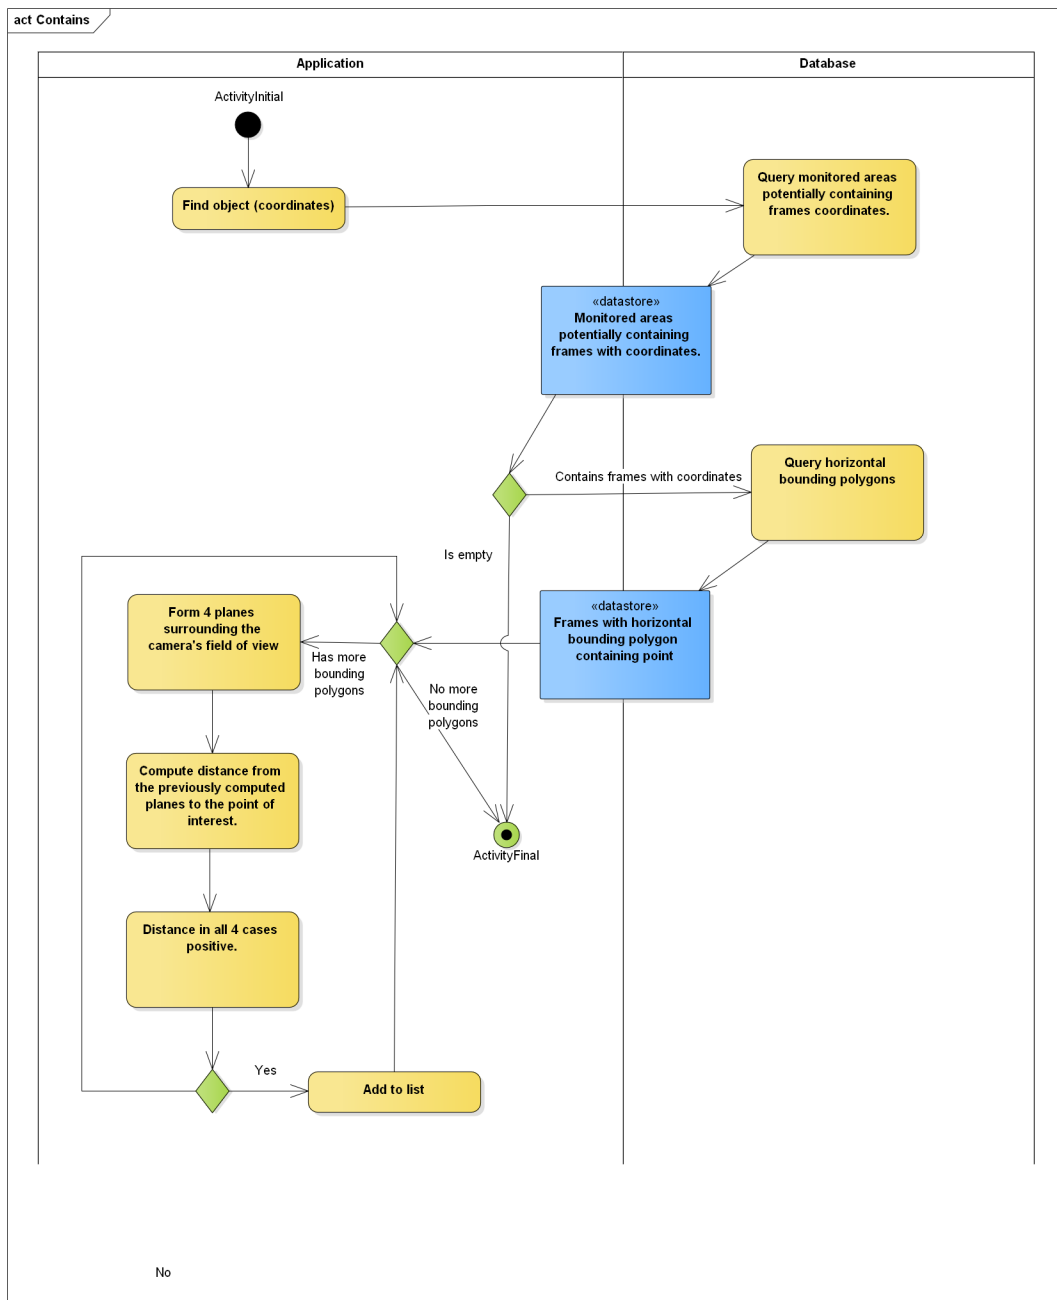 act Contains
Application
Database
ActivityInitial
Find object (coordinates)
Query monitored areas
potentially containing
frames coordinates.
«datastore»
Monitored areas
potentially containing
frames with coordinates.
Contains frames with coordinates
Query horizontal
bounding polygons
Is empty
«datastore»
Frames with horizontal
bounding polygon
containing point
Form 4 planes
surrounding the
camera's field of view
Has more
bounding
polygons
No more
bounding
polygons
Compute distance from
the previously computed
planes to the point of
interest.
ActivityFinal
Distance in all 4 cases
positive.
Yes
Add to list
No